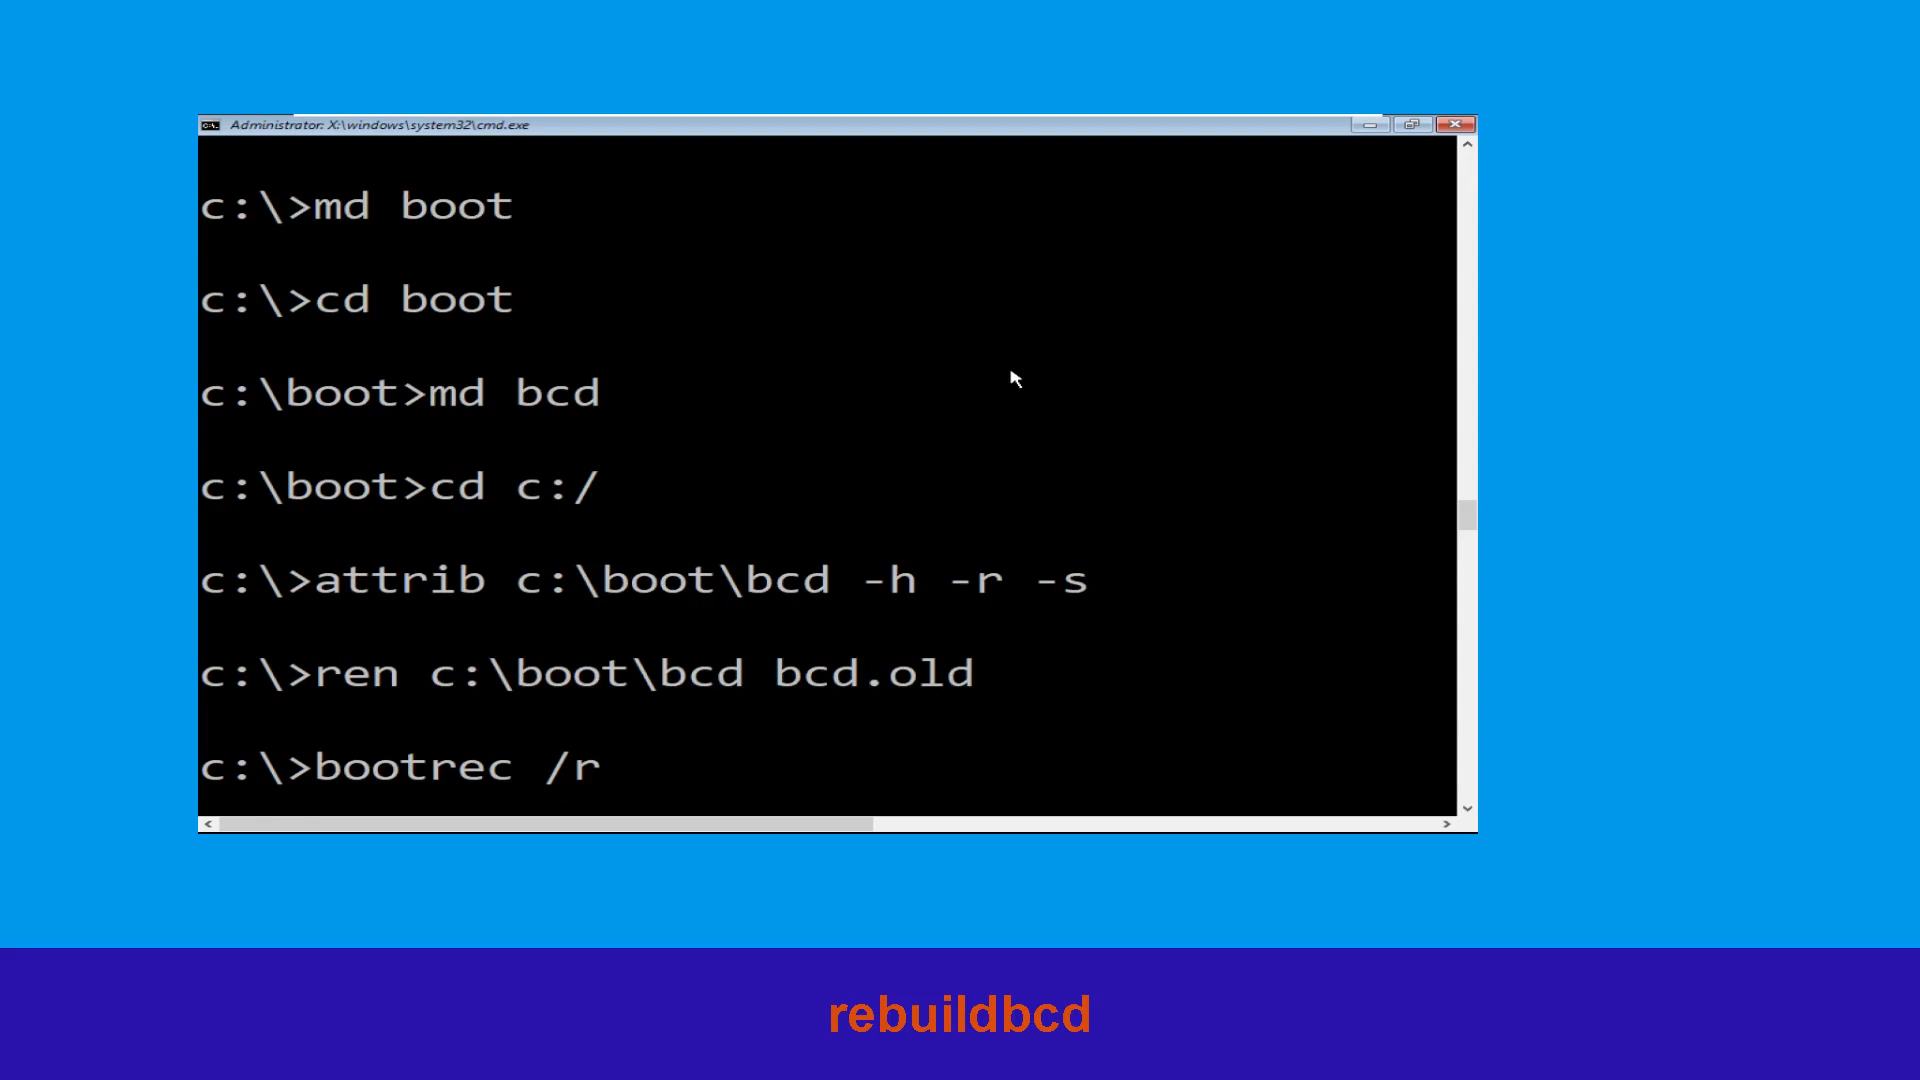 Administrator: X:\windows\system32\cmd.exe
c:\>md boot
c:\>cd boot
c:\boot>md bcd
c:\boot>cd c:/
c:\>attrib c:\boot\bcd -h -r -s
c:\>ren c:\boot\bcd bcd.old
c:\>bootrec /r
rebuildbcd